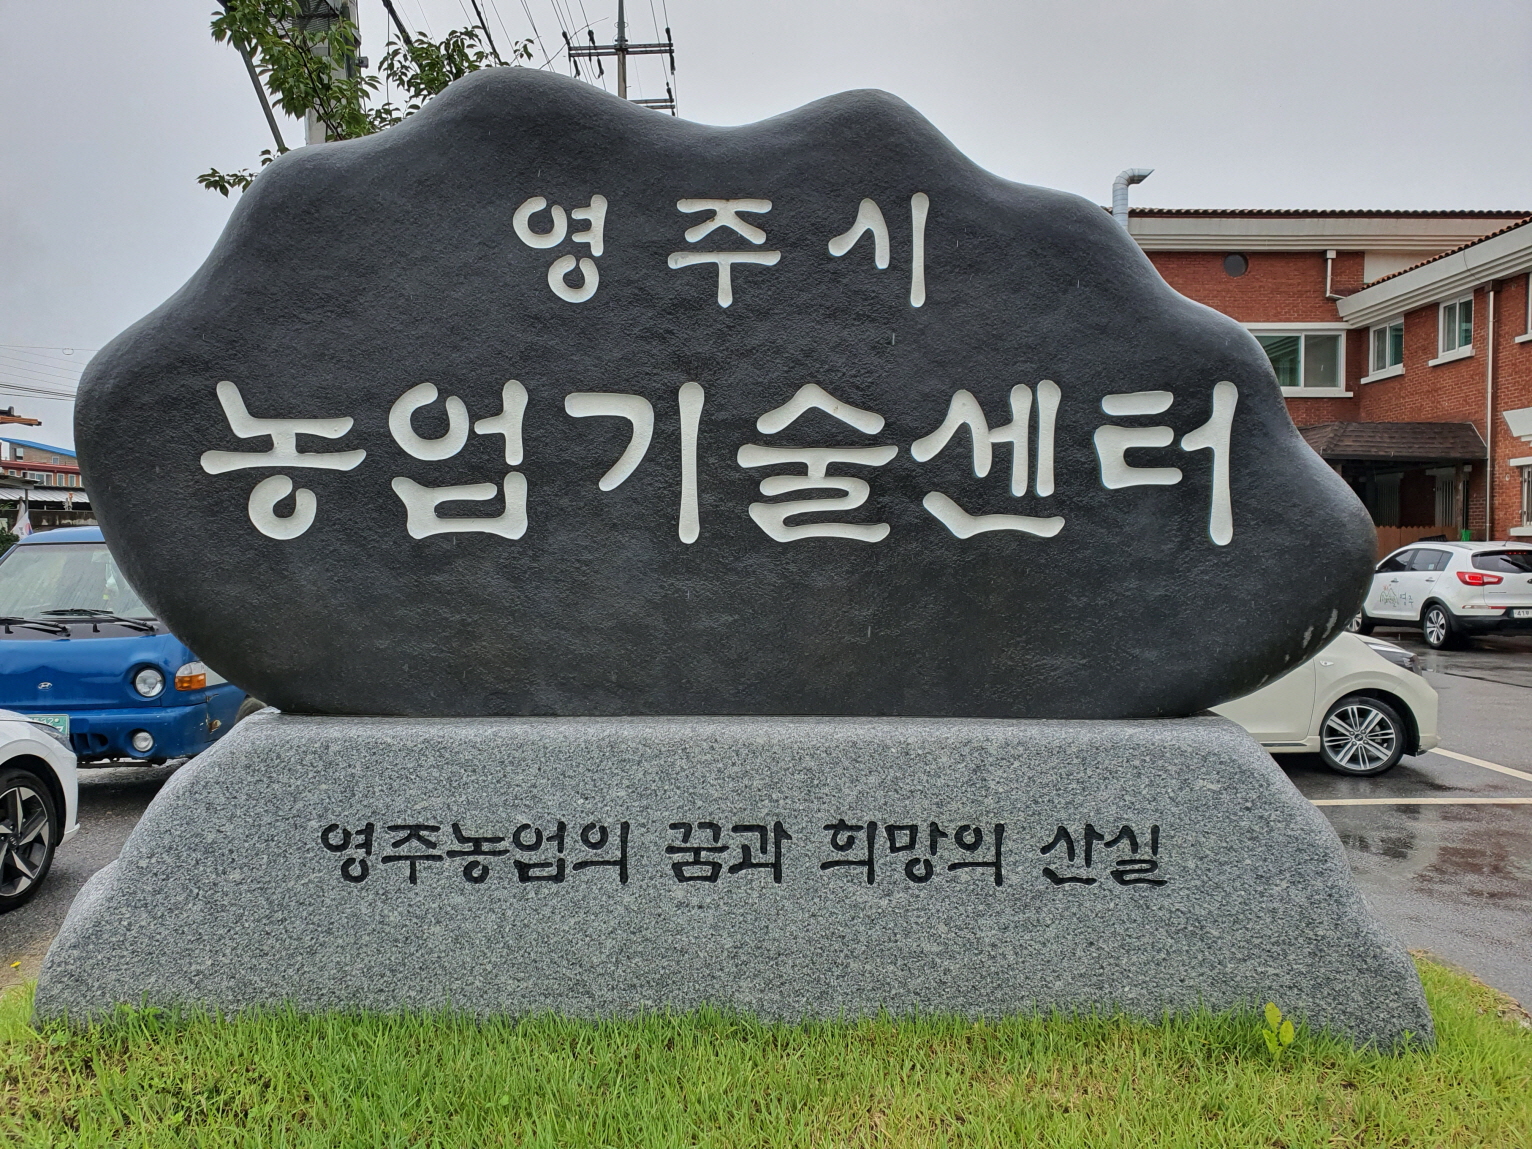 영주시
농업기술센터
영주농업의 꿈과 희망의 산실